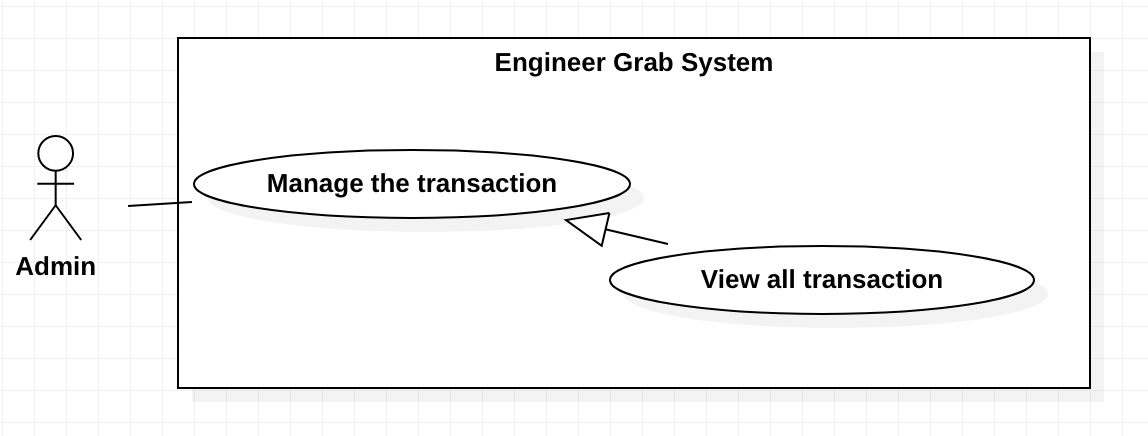 Engineer Grab System
Manage the transaction
Admin
View all transaction